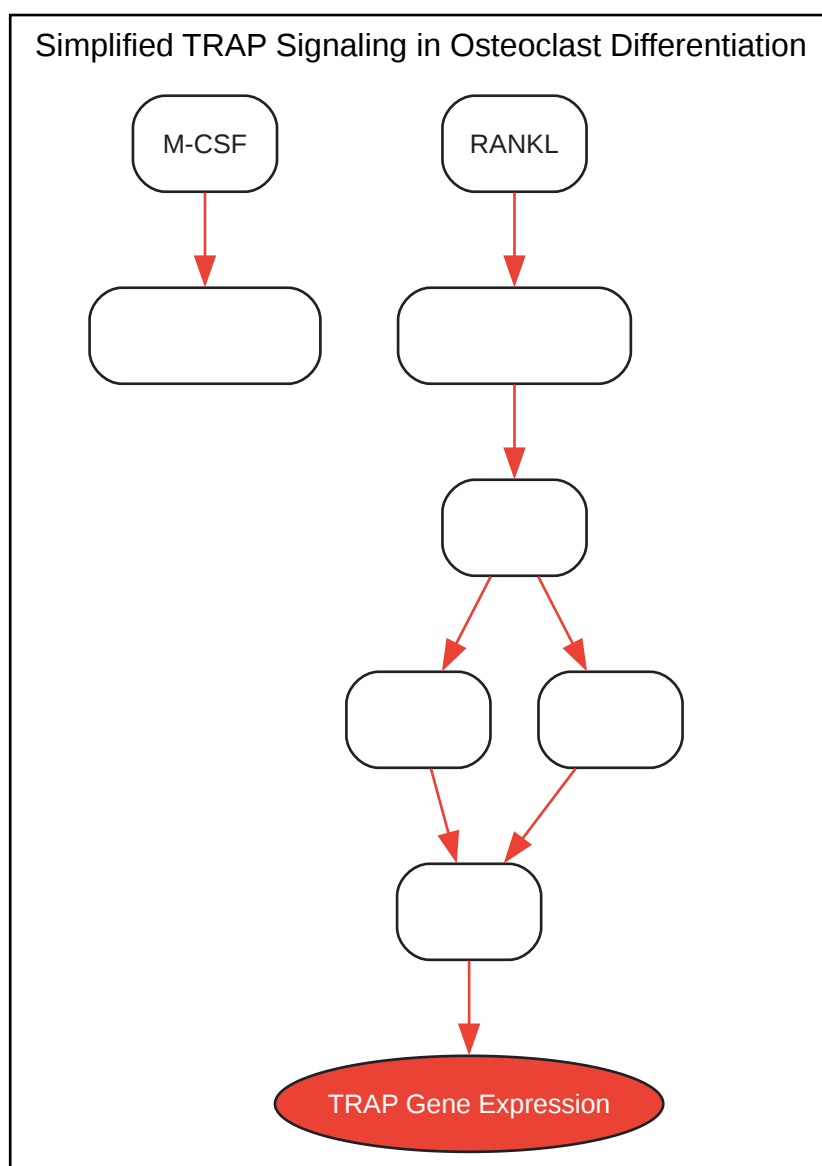 Simplified TRAP Signaling in Osteoclast Differentiation
M-CSF
RANKL
TRAP Gene Expression